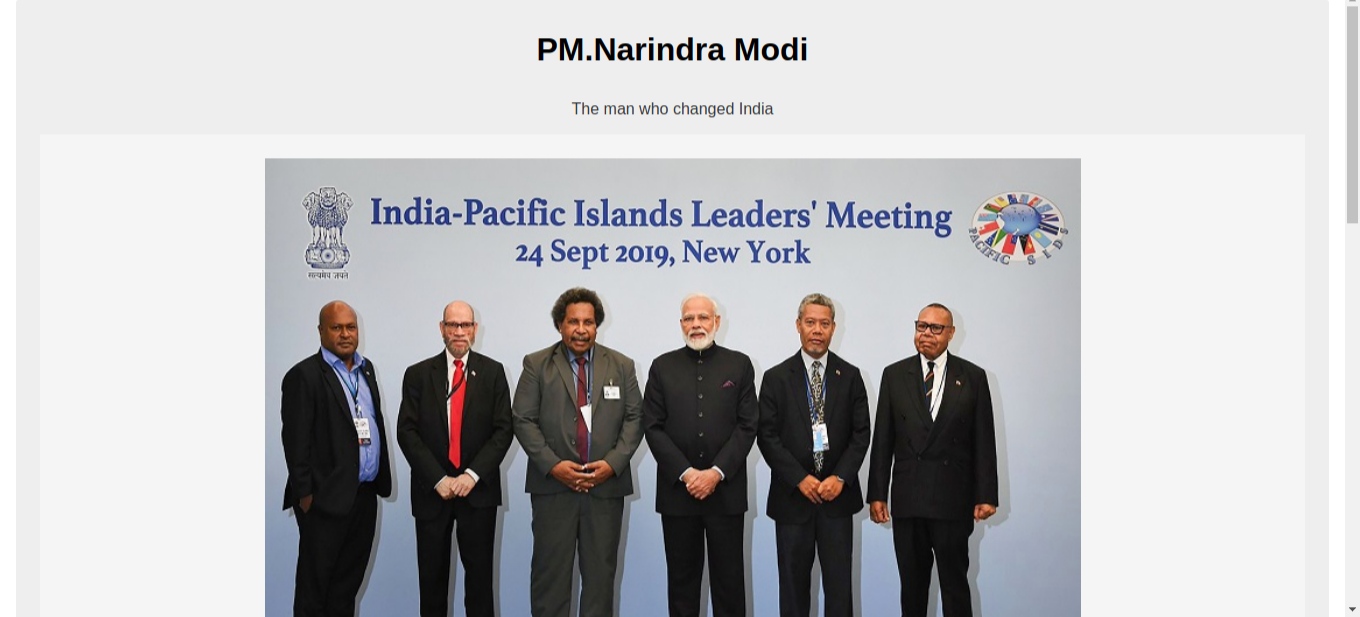 PM.Narindra Modi
The man who changed India
India-Pacific Islands Leaders' Meeting
24 Sept 2019, New York
सत्यमेव जयते
PACIFIC SIDS